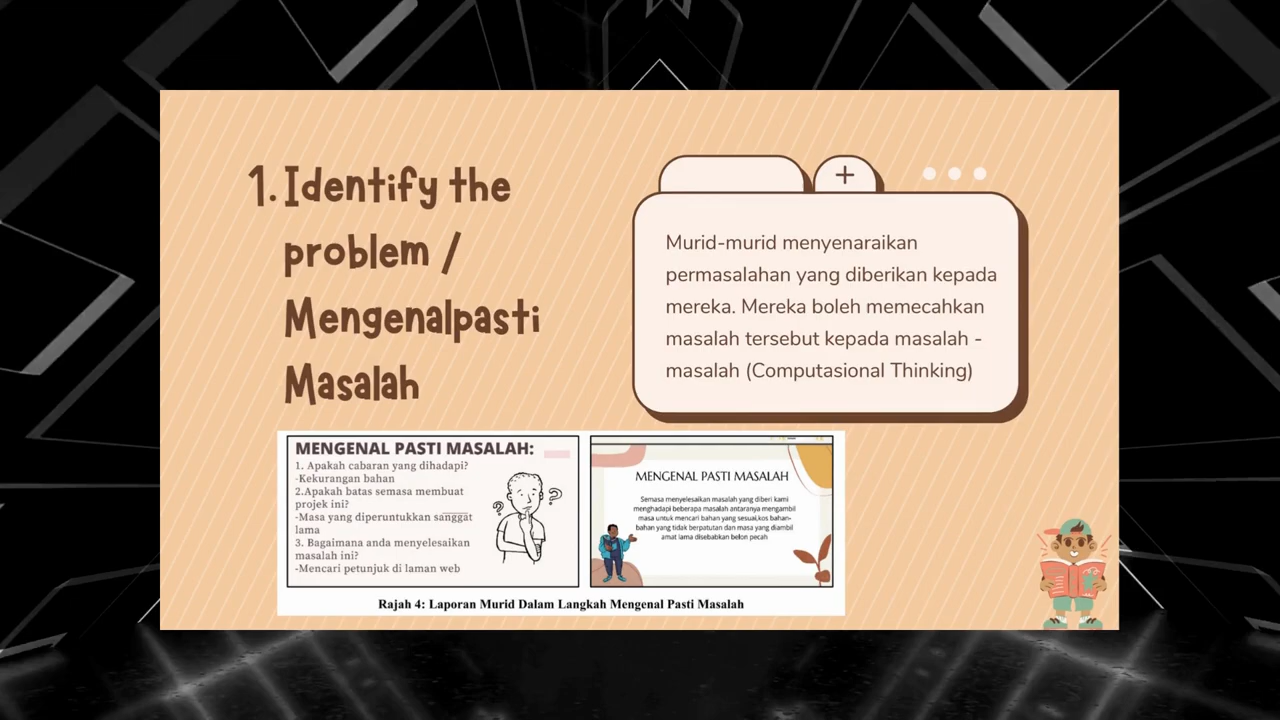 1. Identify the
problem /
Mengenalpasti
Masalah
+
Murid-murid menyenaraikan
permasalahan yang diberikan kepada
mereka. Mereka boleh memecahkan
masalah tersebut kepada masalah -
masalah (Computasional Thinking)
MENGENAL PASTI MASALAH:
1. Apakah cabaran yang dihadapi?
-Kekurangan bahan
2.Apakah batas semasa membuat
projek ini?
-Masa yang diperuntukkan sanggat
lama
3. Bagaimana anda menyelesaikan
masalah ini?
-Mencari petunjuk di laman web
? ?
MENGENAL PASTI MASALAH
Semasa menyelesaikan masalah yang diberi kami
menghadapi beberapa masalah antaranya mengambil
masa untuk mencari bahan yang sesuai,kos bahan-
bahan yang tidak berpatutan dan masa yang diambil
amat lama disebabkan belon pecah
Rajah 4: Laporan Murid Dalam Langkah Mengenal Pasti Masalah